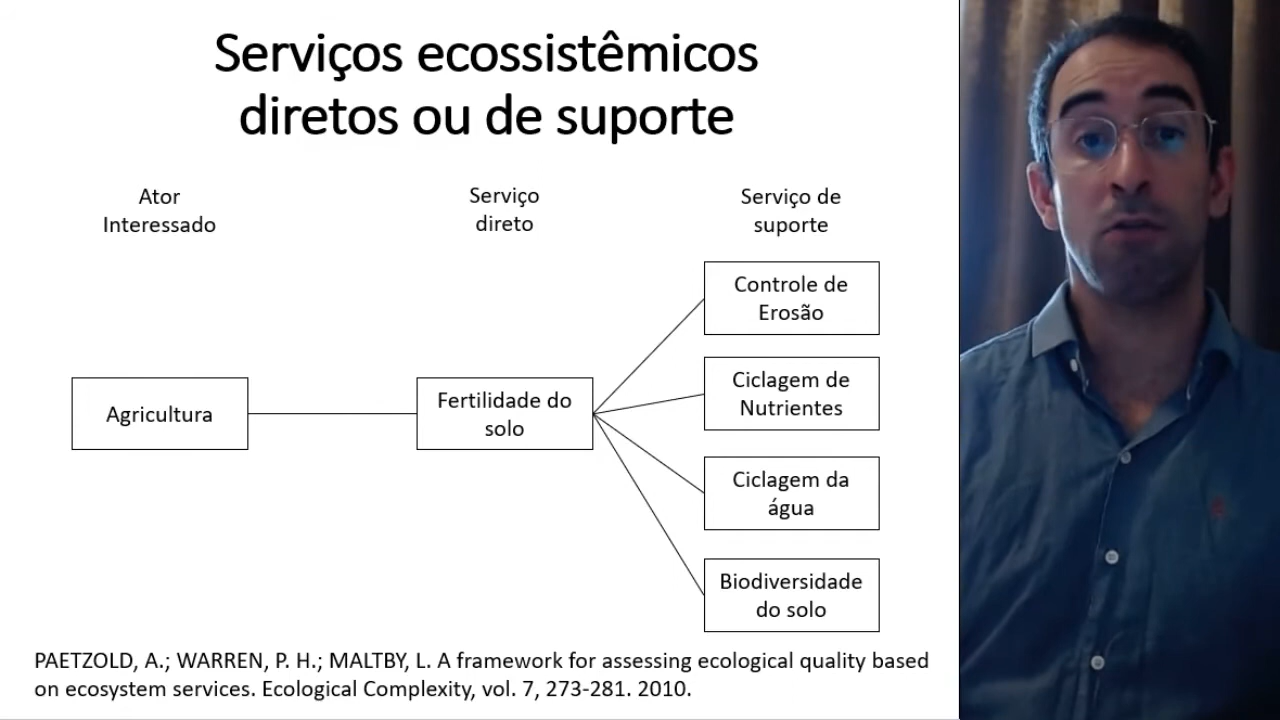 Serviços ecossistêmicos
diretos ou de suporte
Ator
Interessado
Serviço
direto
Serviço de
suporte
Agricultura
Fertilidade do
solo
Controle de
Erosão
Ciclagem de
Nutrientes
Ciclagem da
água
Biodiversidade
do solo
PAETZOLD, A.; WARREN, P. H.; MALTBY, L. A framework for assessing ecological quality based
on ecosystem services. Ecological Complexity, vol. 7, 273-281. 2010.